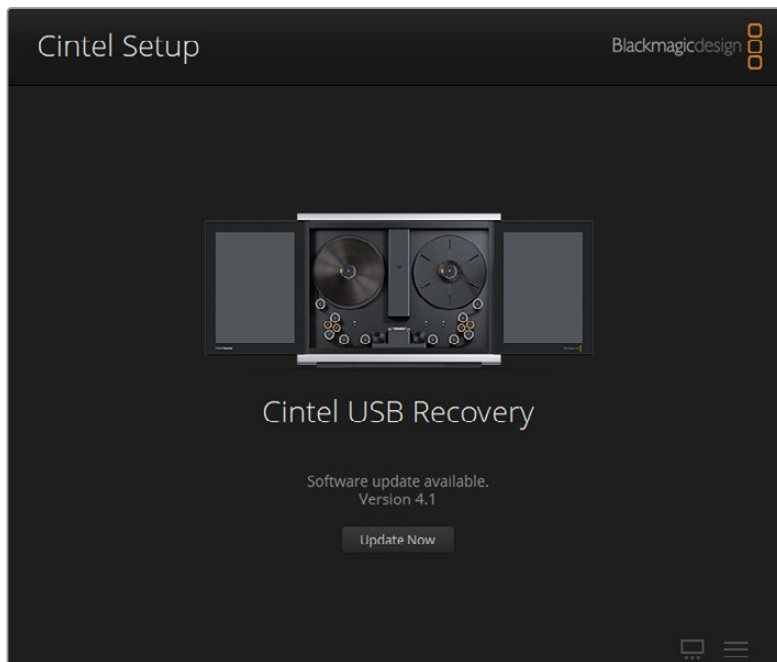 Cintel Setup
Blackmagicdesign
Cintel USB Recovery
Software update available.
Version 4.1
Update Now